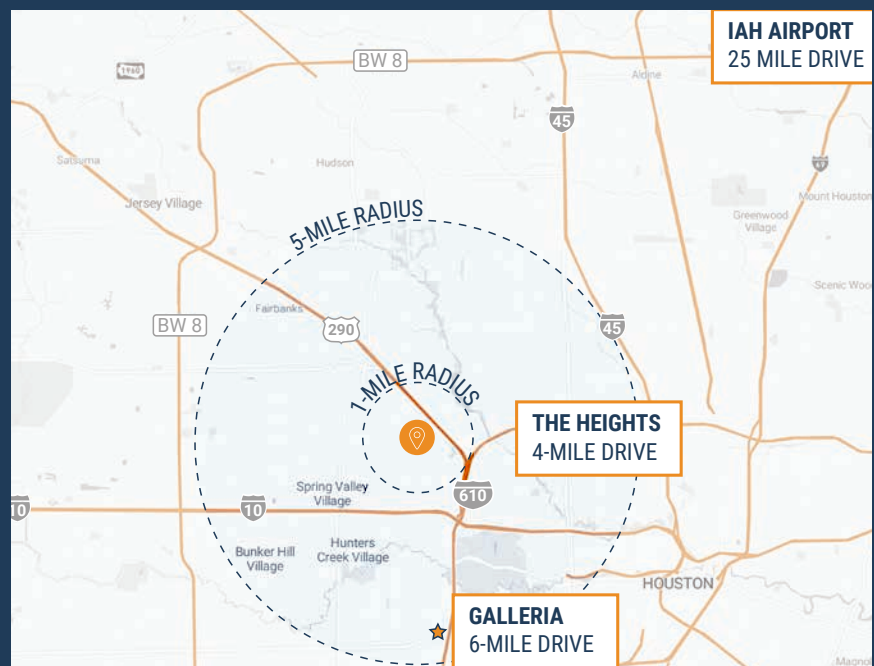 IAH AIRPORT
25 MILE DRIVE
BW 8
1960
Aldine
45
69
Satsuma
Hudson
Mount Houston
Jersey Village
5-MILE RADIUS
Greenwood
Village
Fairbanks
BW 8
290
45
1-MILE RADIUS
THE HEIGHTS
4-MILE DRIVE
Spring Valley
Village
610
10
10
Bunker Hill
Village
Hunters
Creek Village
HOUSTON
GALLERIA
6-MILE DRIVE